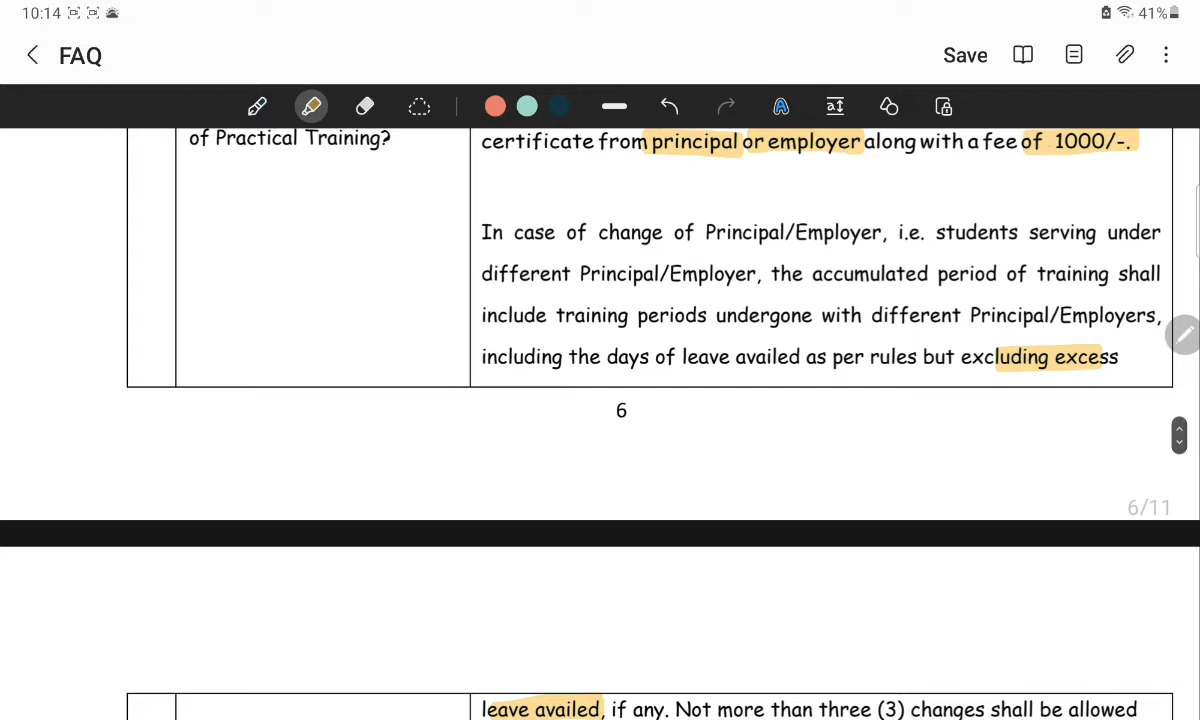 10:14 41%
FAQ Save
of Practical Training? certificate from principal or employer along with a fee of 1000/-.
In case of change of Principal/Employer, i.e. students serving under
different Principal/Employer, the accumulated period of training shall
include training periods undergone with different Principal/Employers,
including the days of leave availed as per rules but excluding excess
6
6/11
leave availed, if any. Not more than three (3) changes shall be allowed